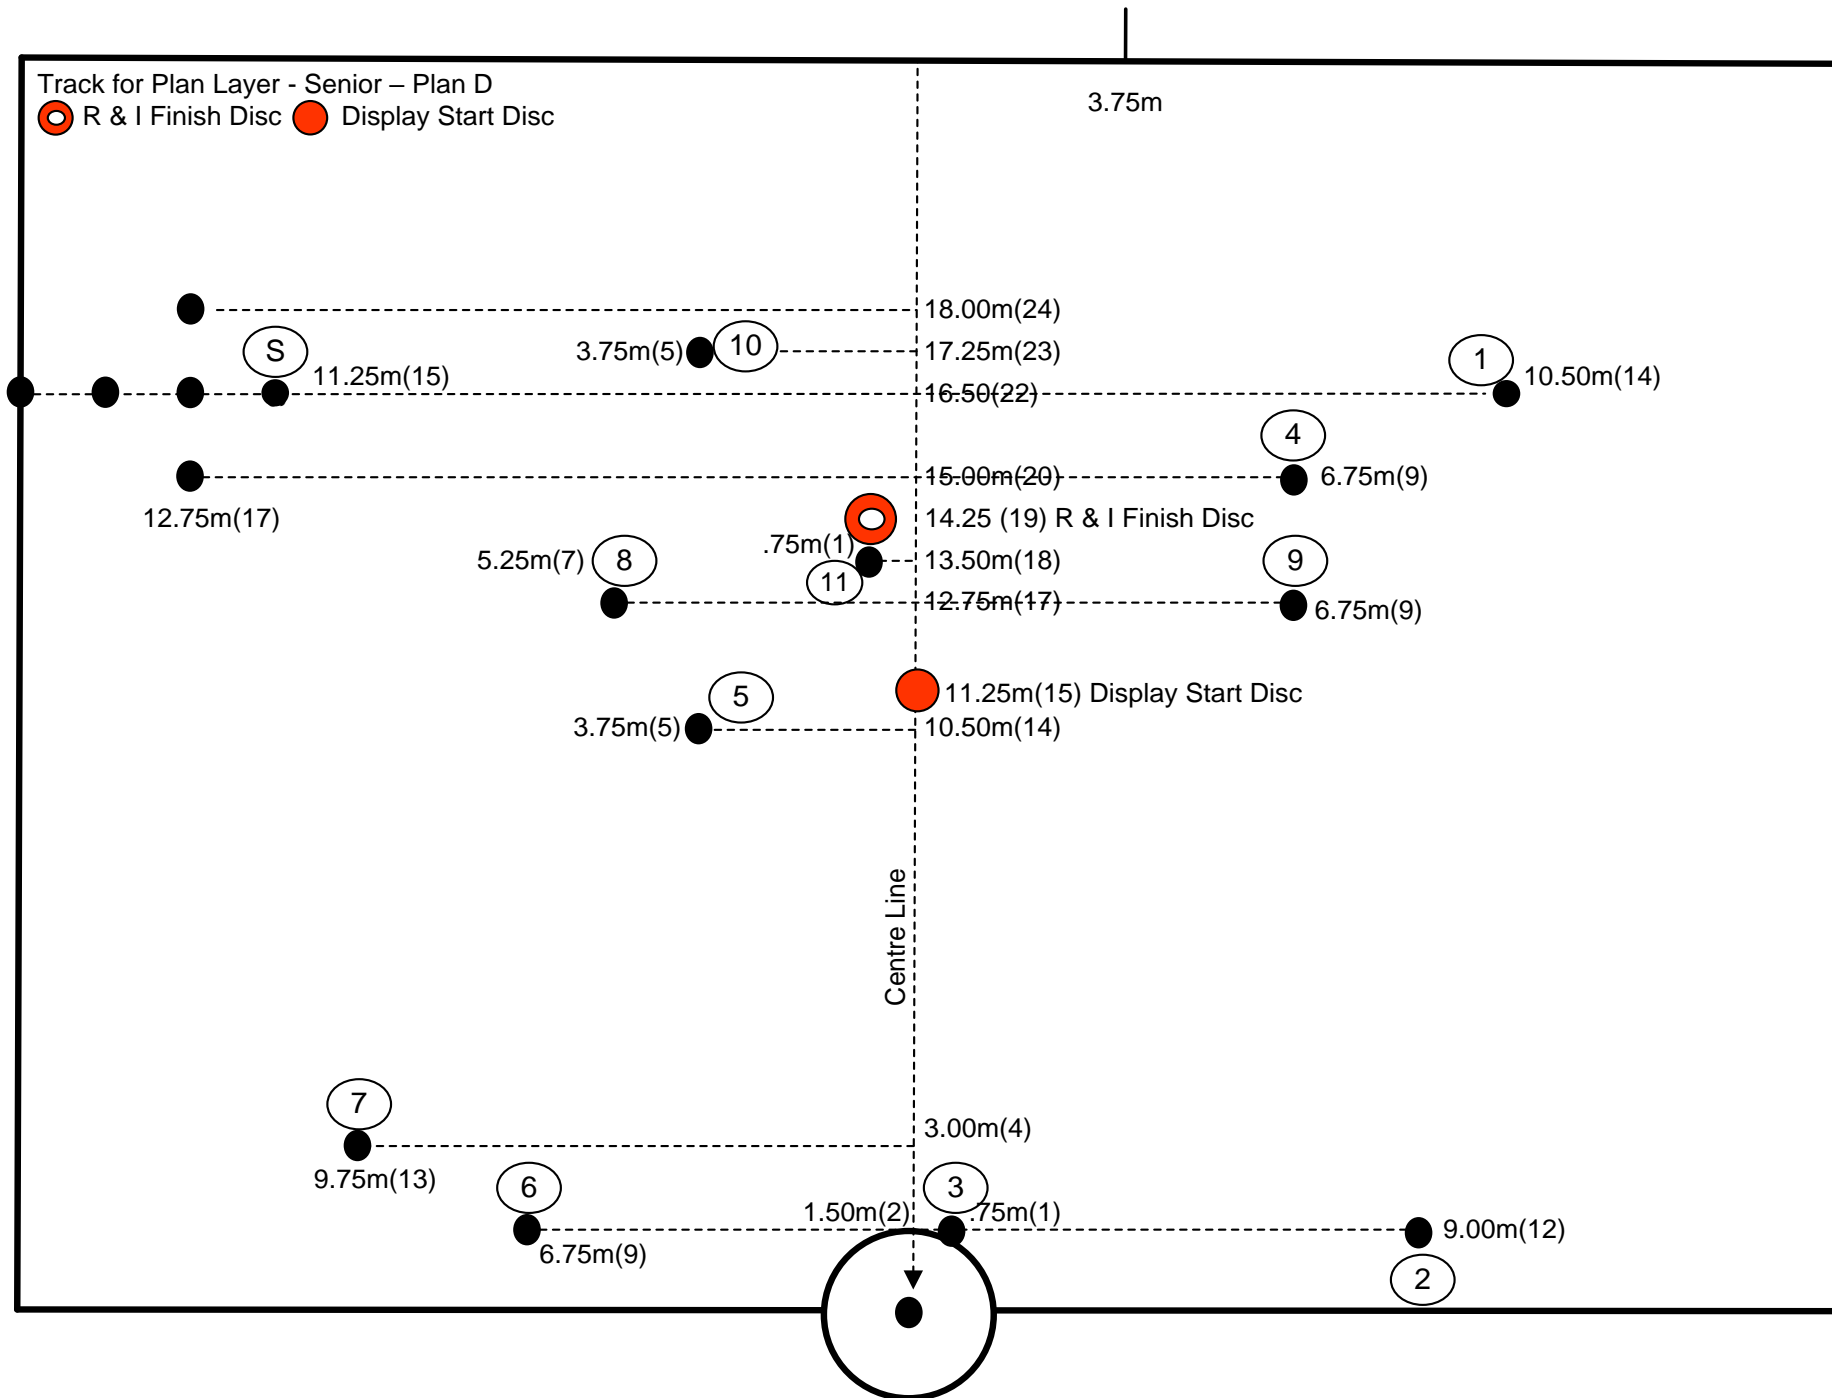 Track for Plan Layer - Senior – Plan D
R & I Finish Disc Display Start Disc
3.75m
18.00m(24)
S
3.75m(5) 10 17.25m(23)
1
11.25m(15)
10.50m(14)
16.50(22)
4
15.00m(20)
6.75m(9)
12.75m(17)
14.25 (19) R & I Finish Disc
.75m(1)
5.25m(7) 8
13.50m(18)
9
11
12.75m(17)
6.75m(9)
5
11.25m(15) Display Start Disc
3.75m(5)
10.50m(14)
Centre Line
7
3.00m(4)
9.75m(13)
6
3
1.50m(2)
.75m(1)
9.00m(12)
6.75m(9)
2